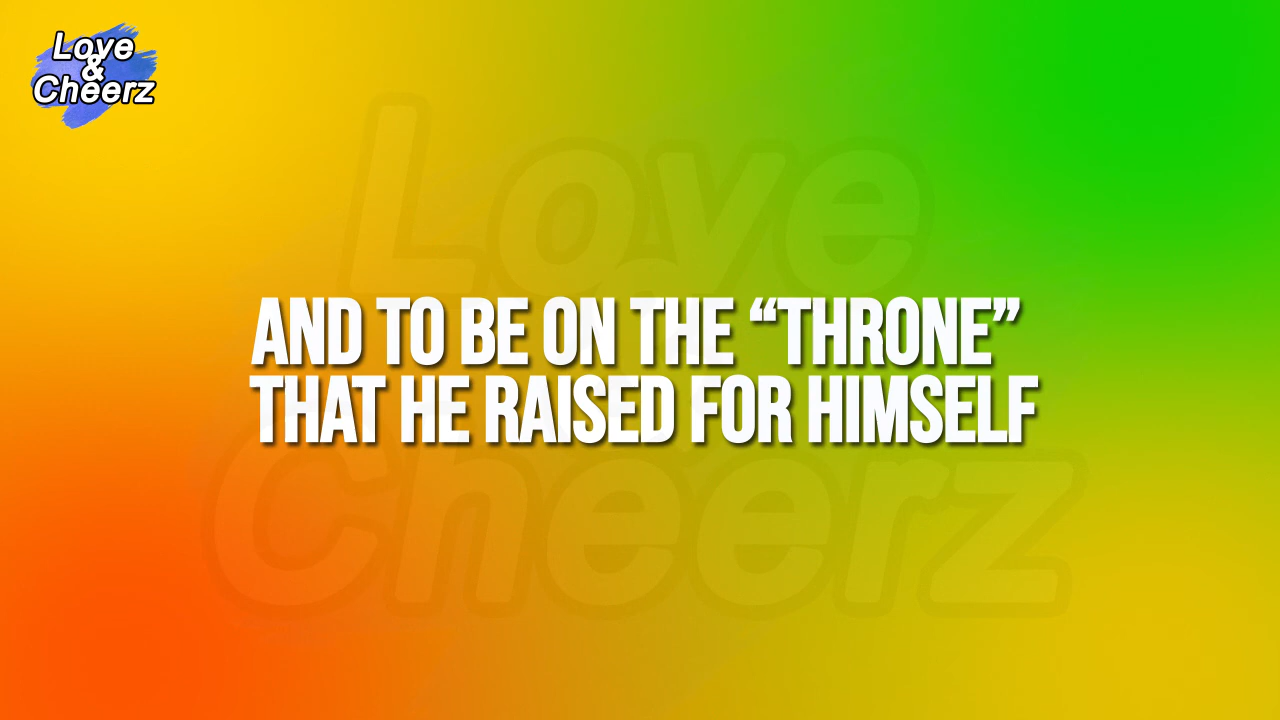 Love
&
Cheerz
AND TO BE ON THE “THRONE”
THAT HE RAISED FOR HIMSELF
Love
Cheerz